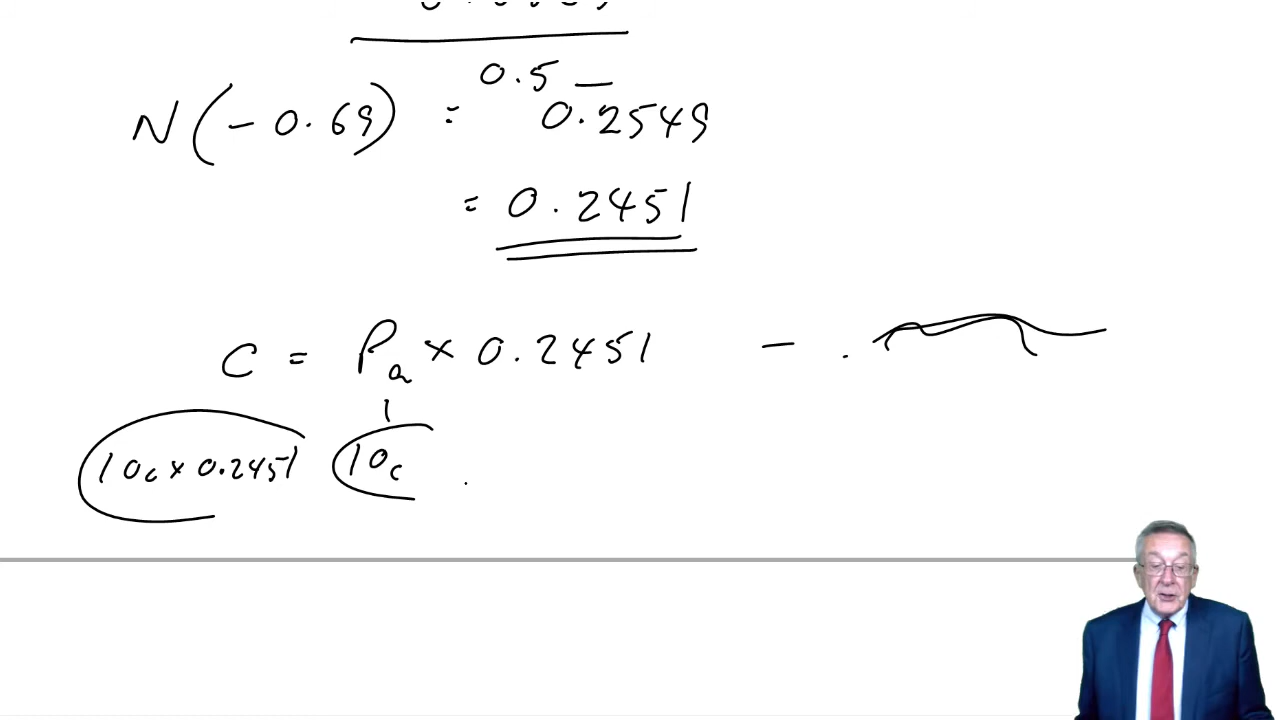 0.5 —
N(-0.69) = 0.2549
= 0.2451
C = Pa × 0.2451 -
10c × 0.2451 10c